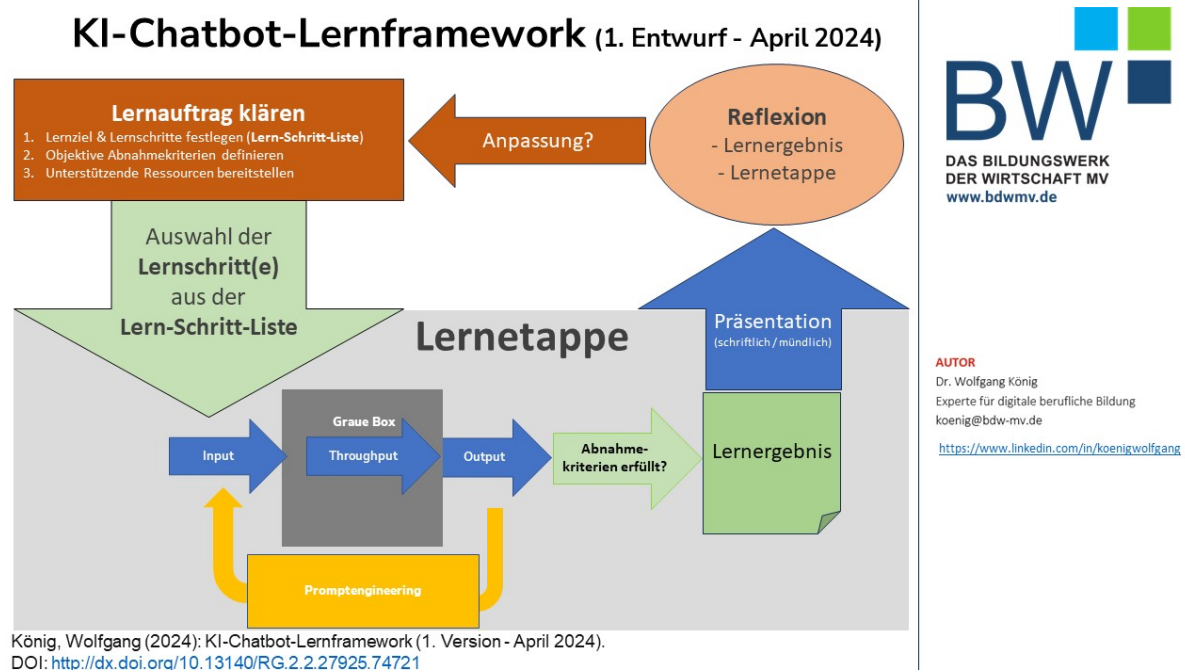 KI-Chatbot-Lernframework (1. Entwurf - April 2024)
Lernauftrag klären
1. Lernziel & Lernschritte festlegen (Lern-Schritt-Liste)
2. Objektive Abnahmekriterien definieren
3. Unterstützende Ressourcen bereitstellen
Anpassung?
Reflexion
- Lernergebnis
- Lernetappe
Auswahl der
Lernschritt(e)
aus der
Lern-Schritt-Liste
Lernetappe
Präsentation
(schriftlich / mündlich)
Graue Box
Input
Throughput
Output
Abnahme-
kriterien erfüllt?
Lernergebnis
Promptengineering
König, Wolfgang (2024): KI-Chatbot-Lernframework (1. Version - April 2024).
DOI: http://dx.doi.org/10.13140/RG.2.2.27925.74721
BW
DAS BILDUNGSWERK
DER WIRTSCHAFT MV
www.bdwmv.de
AUTOR
Dr. Wolfgang König
Experte für digitale berufliche Bildung
koenig@bdw-mv.de
https://www.linkedin.com/in/koenigwolfgang